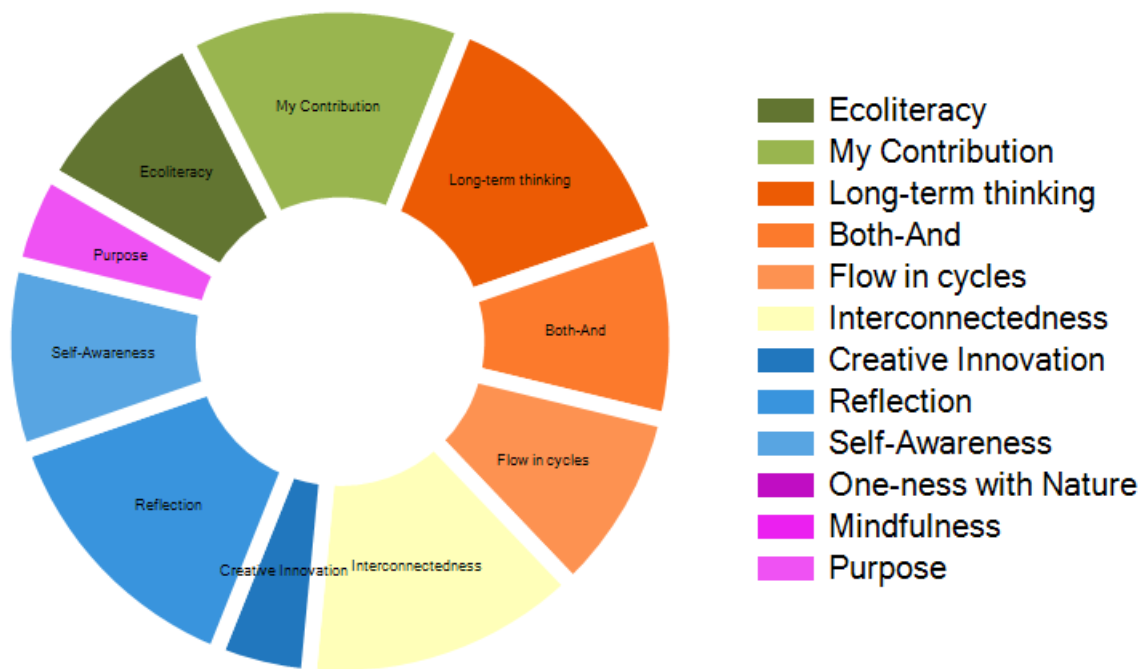 My Contribution
Long-term thinking
Ecoliteracy
Purpose
Both-And
Self-Awareness
Flow in cycles
Reflection
Creative Innovation
Interconnectedness
Ecoliteracy
My Contribution
Long-term thinking
Both-And
Flow in cycles
Interconnectedness
Creative Innovation
Reflection
Self-Awareness
One-ness with Nature
Mindfulness
Purpose